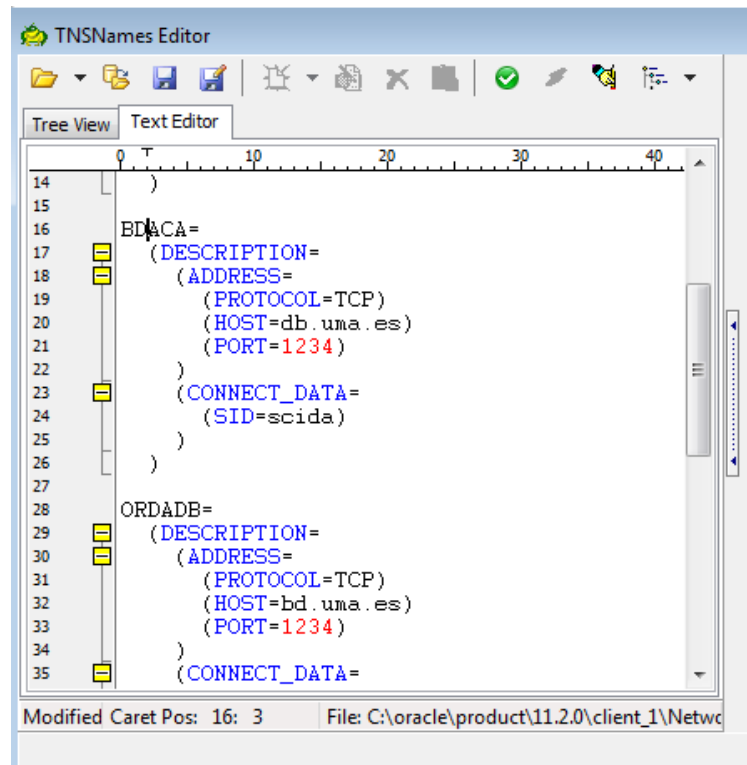 TNSNames Editor
Tree View Text Editor
0 10 20 30 40
14 )
15
16 BDACA=
17 (DESCRIPTION=
18 (ADDRESS=
19 (PROTOCOL=TCP)
20 (HOST=db.uma.es)
21 (PORT=1234)
22 )
23 (CONNECT_DATA=
24 (SID=scida)
25 )
26 )
27
28 ORDADB=
29 (DESCRIPTION=
30 (ADDRESS=
31 (PROTOCOL=TCP)
32 (HOST=bd.uma.es)
33 (PORT=1234)
34 )
35 (CONNECT_DATA=
Modified Caret Pos: 16: 3 File: C:\oracle\product\11.2.0\client_1\Netwo